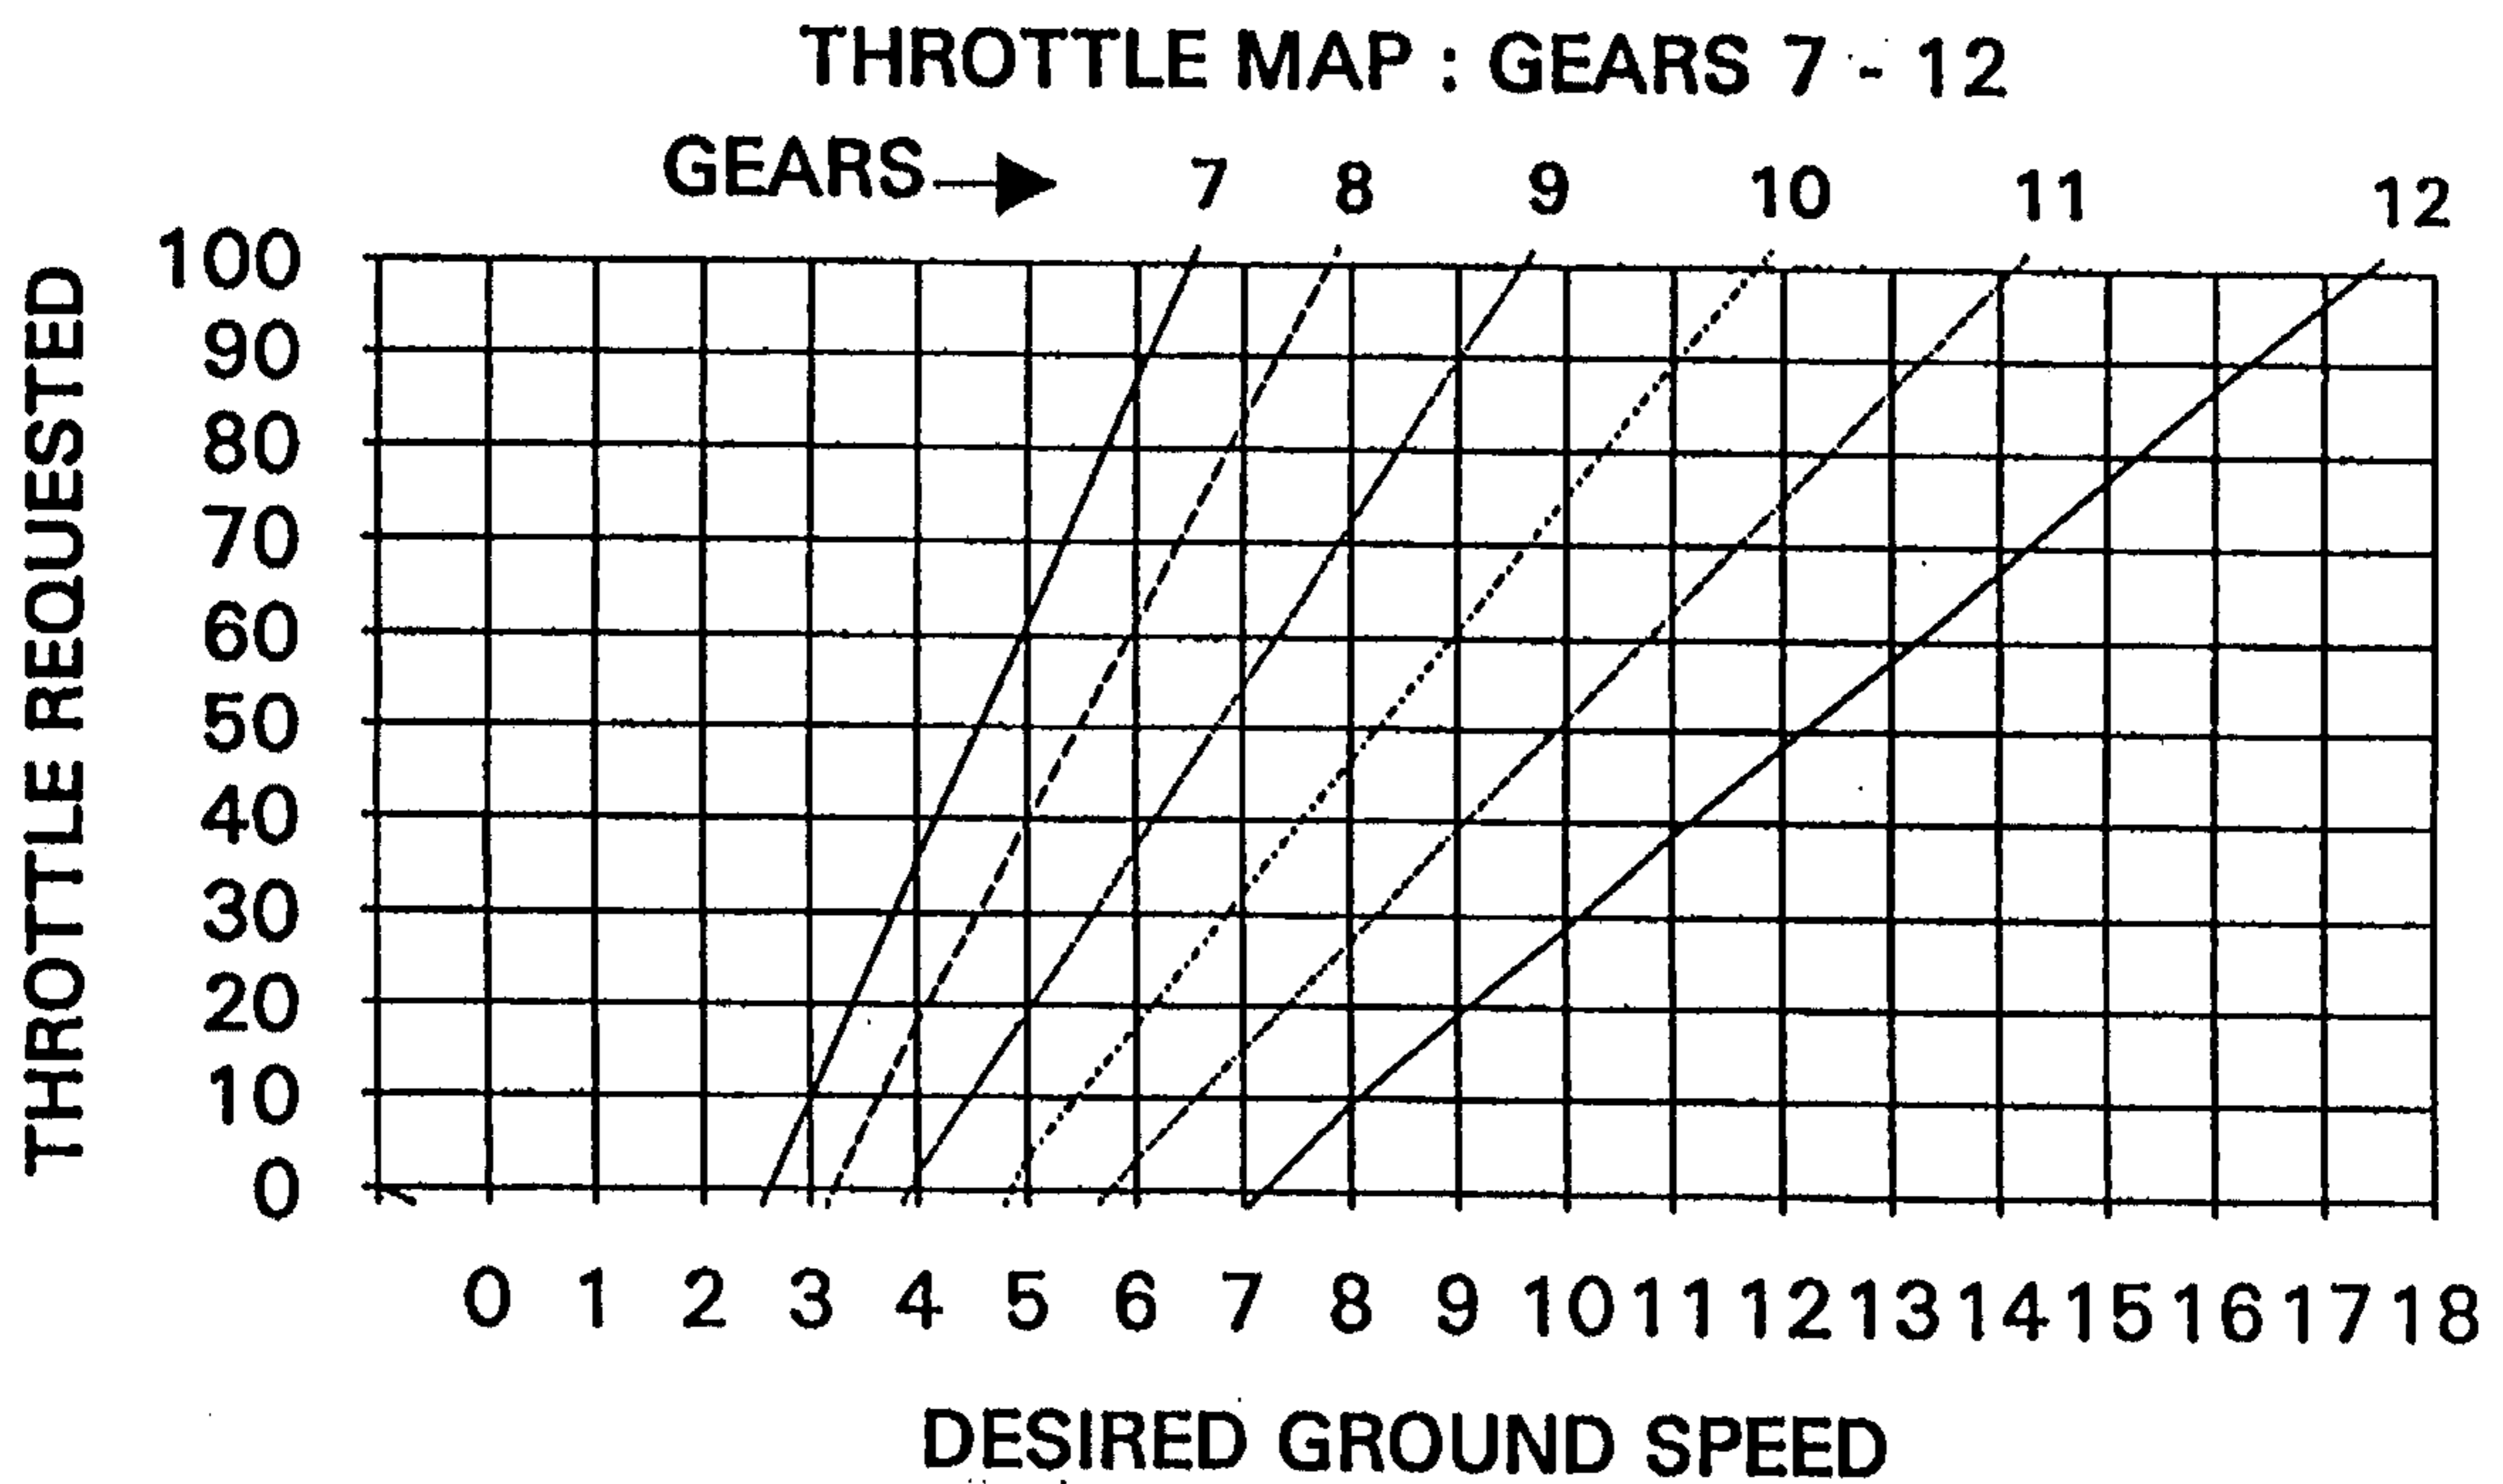 THROTTLE MAP : GEARS 7 - 12
GEARS 7 8 9 10 11 12
THROTTLE REQUESTED
100
90
80
70
60
50
40
30
20
10
0
0 1 2 3 4 5 6 7 8 9 10 11 12 13 14 15 16 17 18
DESIRED GROUND SPEED